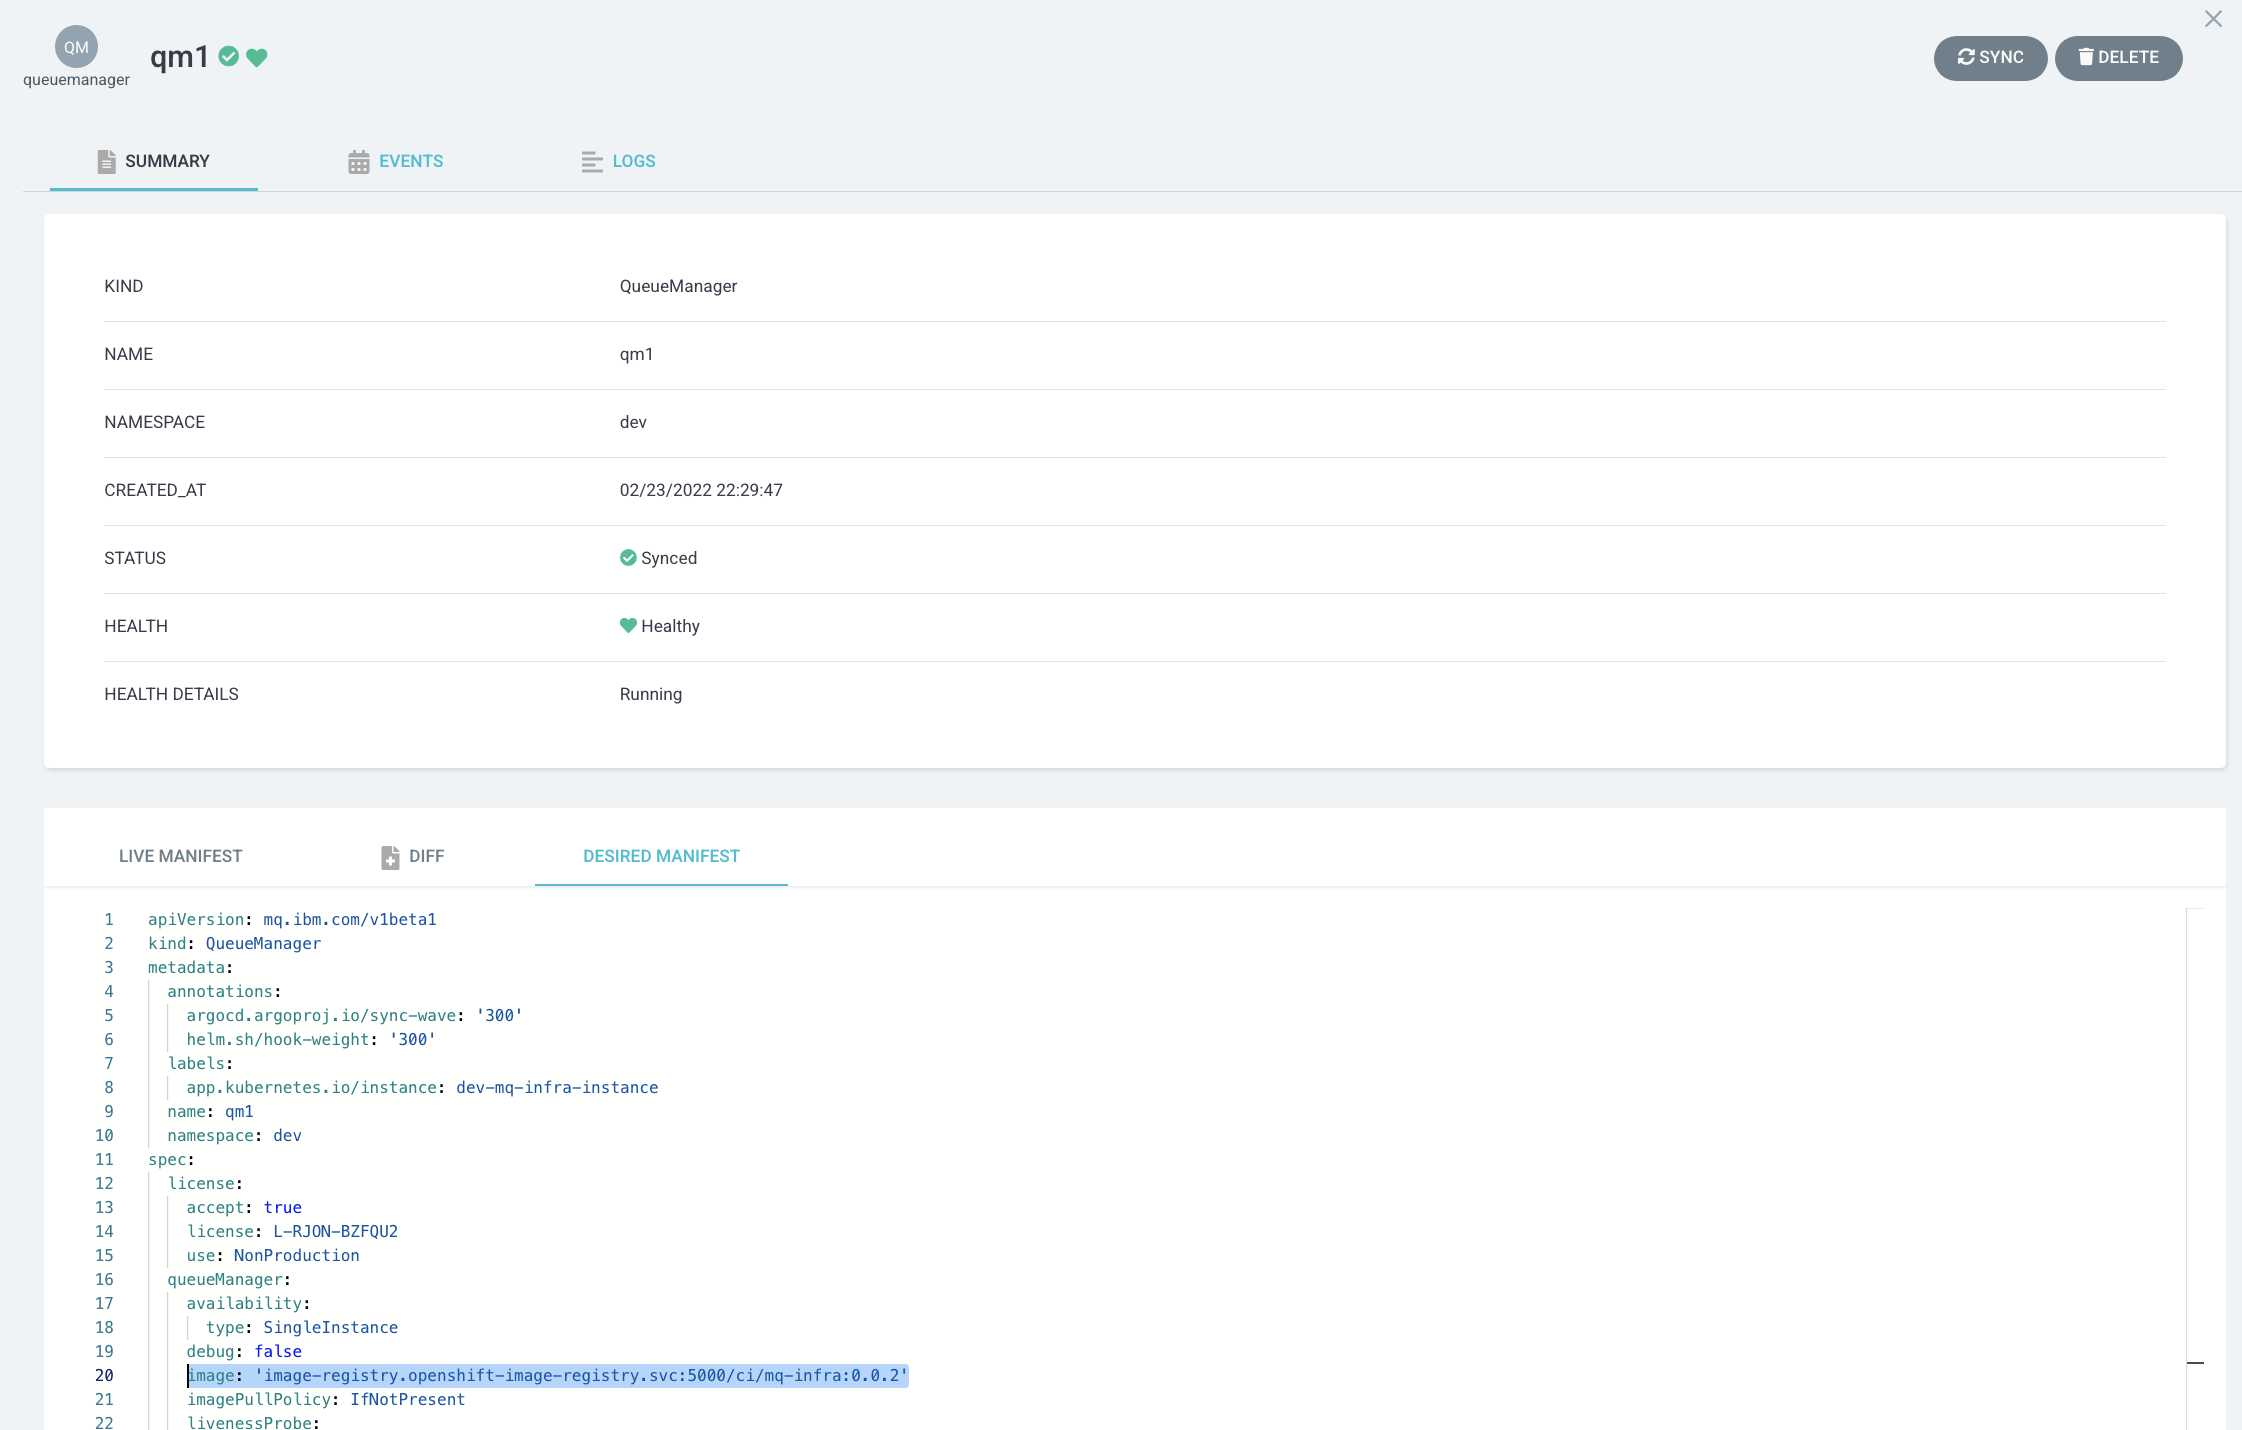 QM
queuemanager
qm1
SYNC
DELETE
SUMMARY
EVENTS
LOGS
KIND QueueManager
NAME qm1
NAMESPACE dev
CREATED_AT 02/23/2022 22:29:47
STATUS Synced
HEALTH Healthy
HEALTH DETAILS Running
LIVE MANIFEST
DIFF
DESIRED MANIFEST
1 apiVersion: mq.ibm.com/v1beta1
2 kind: QueueManager
3 metadata:
4 annotations:
5 argocd.argoproj.io/sync-wave: '300'
6 helm.sh/hook-weight: '300'
7 labels:
8 app.kubernetes.io/instance: dev-mq-infra-instance
9 name: qm1
10 namespace: dev
11 spec:
12 license:
13 accept: true
14 license: L-RJON-BZFQU2
15 use: NonProduction
16 queueManager:
17 availability:
18 type: SingleInstance
19 debug: false
20 image: 'image-registry.openshift-image-registry.svc:5000/ci/mq-infra:0.0.2'
21 imagePullPolicy: IfNotPresent
22 livenessProbe: